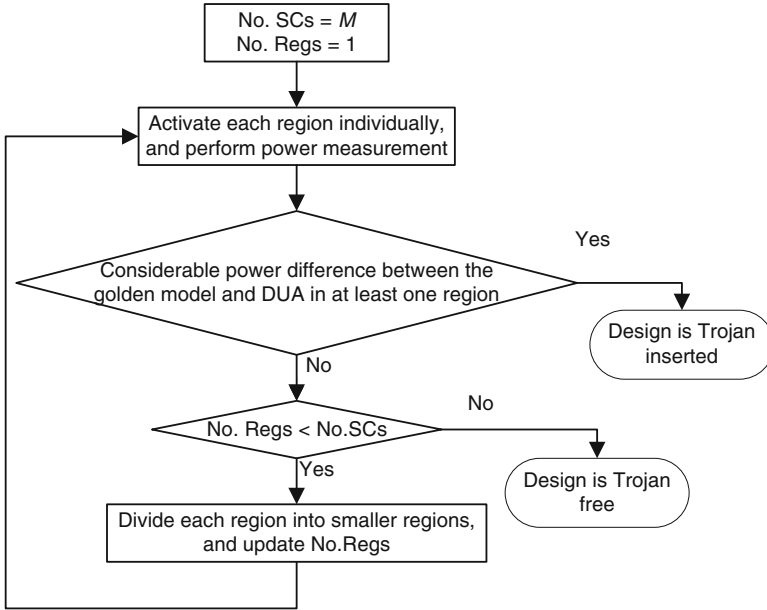 No. SCs = M
No. Regs = 1
Activate each region individually,
and perform power measurement
Considerable power difference between the
golden model and DUA in at least one region
Yes
Design is Trojan
inserted
No
No. Regs < No.SCs
No
Design is Trojan
free
Yes
Divide each region into smaller regions,
and update No.Regs